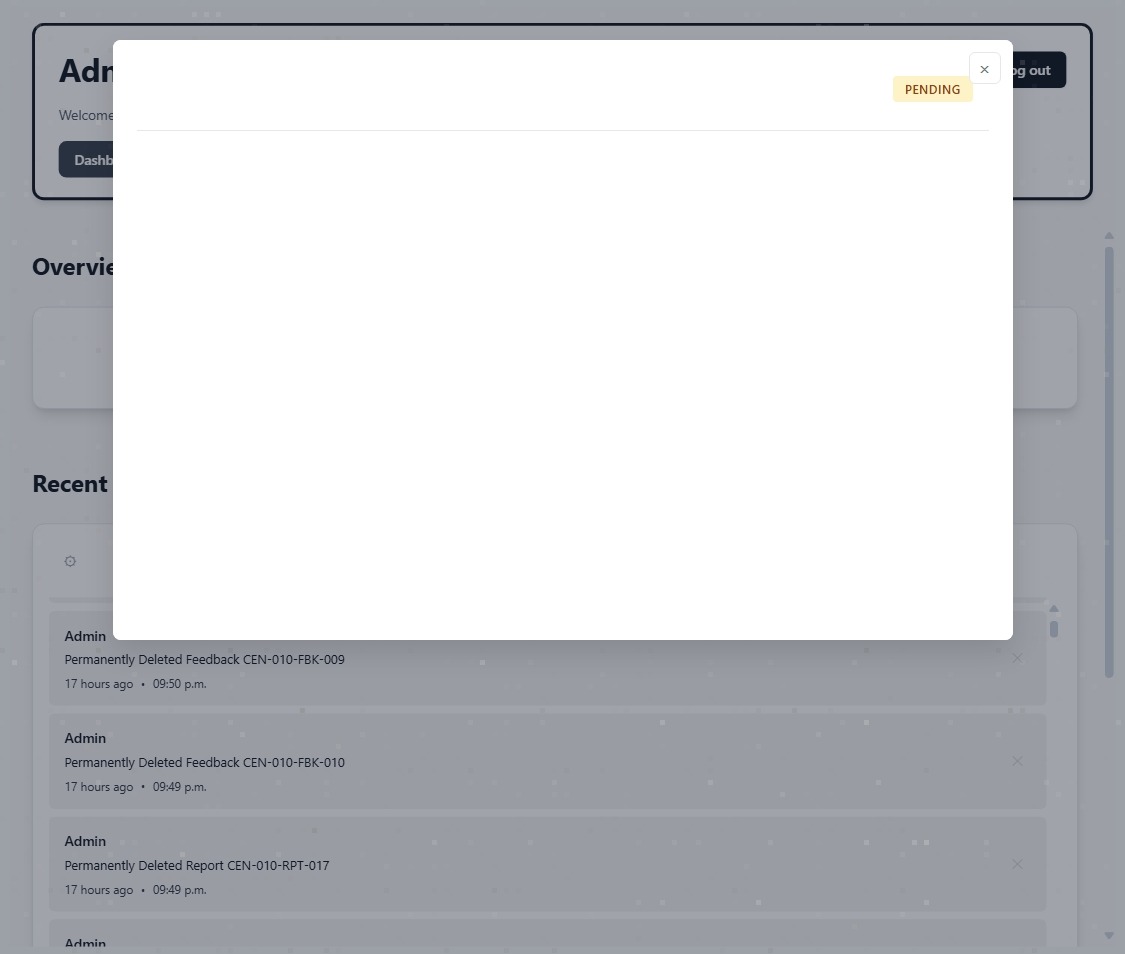 Adm
og out
PENDING
×
Welcome
Dashb
Overvie
Recent
Admin
Permanently Deleted Feedback CEN-010-FBK-009
17 hours ago • 09:50 p.m.
Admin
Permanently Deleted Feedback CEN-010-FBK-010
17 hours ago • 09:49 p.m.
Admin
Permanently Deleted Report CEN-010-RPT-017
17 hours ago • 09:49 p.m.
Admin